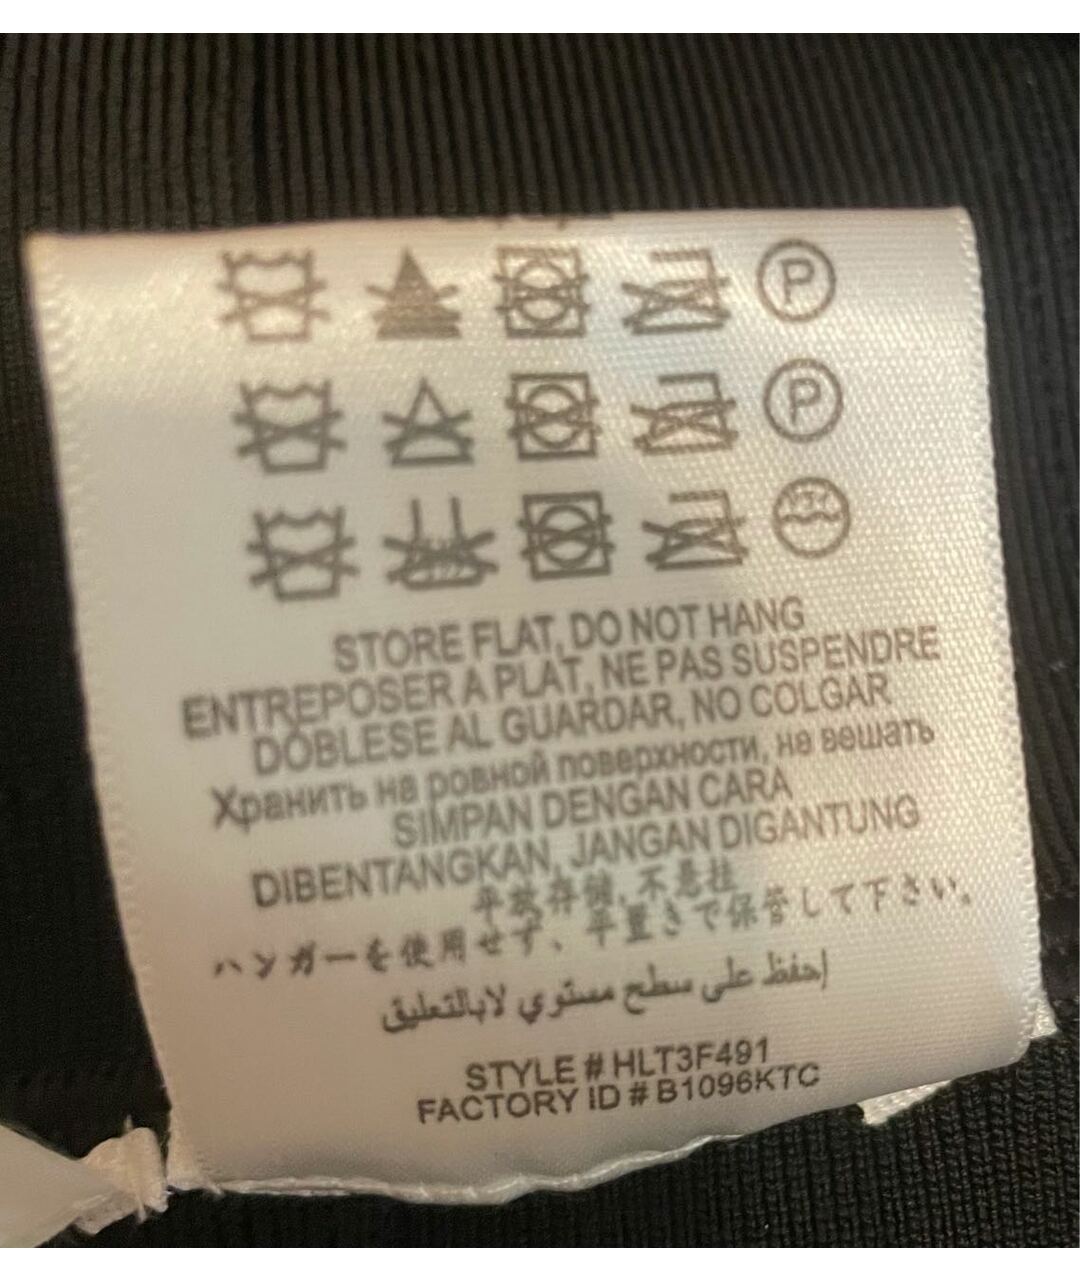 P
P
STORE FLAT, DO NOT HANG
ENTREPOSER A PLAT, NE PAS SUSPENDRE
DOBLESE AL GUARDAR, NO COLGAR
Хранить на ровной поверхности, не вешать
SIMPAN DENGAN CARA
DIBENTANGKAN, JANGAN DIGANTUNG
平放存储,不悬挂
ハンガーを使用せず、平置きで保管して下さい。
إحفظ على سطح مستوي لابالتعليق
STYLE # HLT3F491
FACTORY ID # B1096KTC